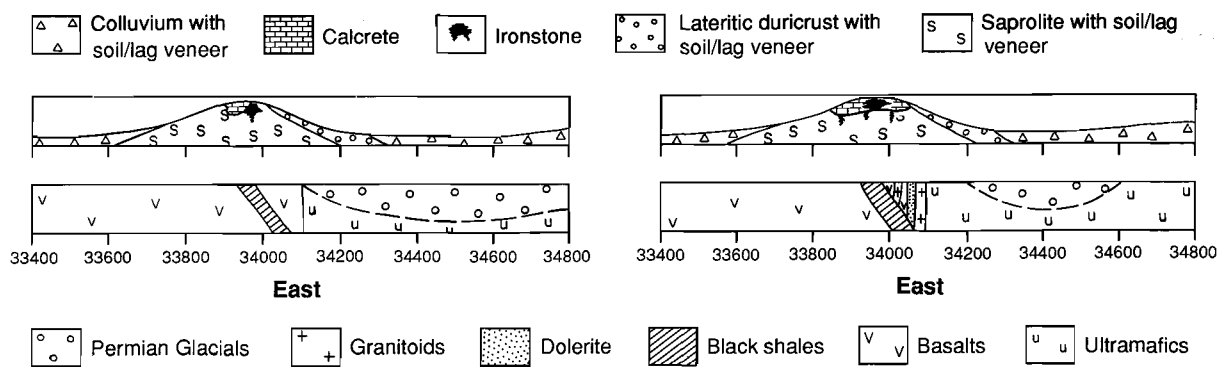 Colluvium with soil/lag veneer
Calcrete
Ironstone
Lateritic duricrust with soil/lag veneer
Saprolite with soil/lag veneer
33400 33600 33800 34000 34200 34400 34600 34800
East
33400 33600 33800 34000 34200 34400 34600 34800
East
Permian Glacials
Granitoids
Dolerite
Black shales
Basalts
Ultramafics